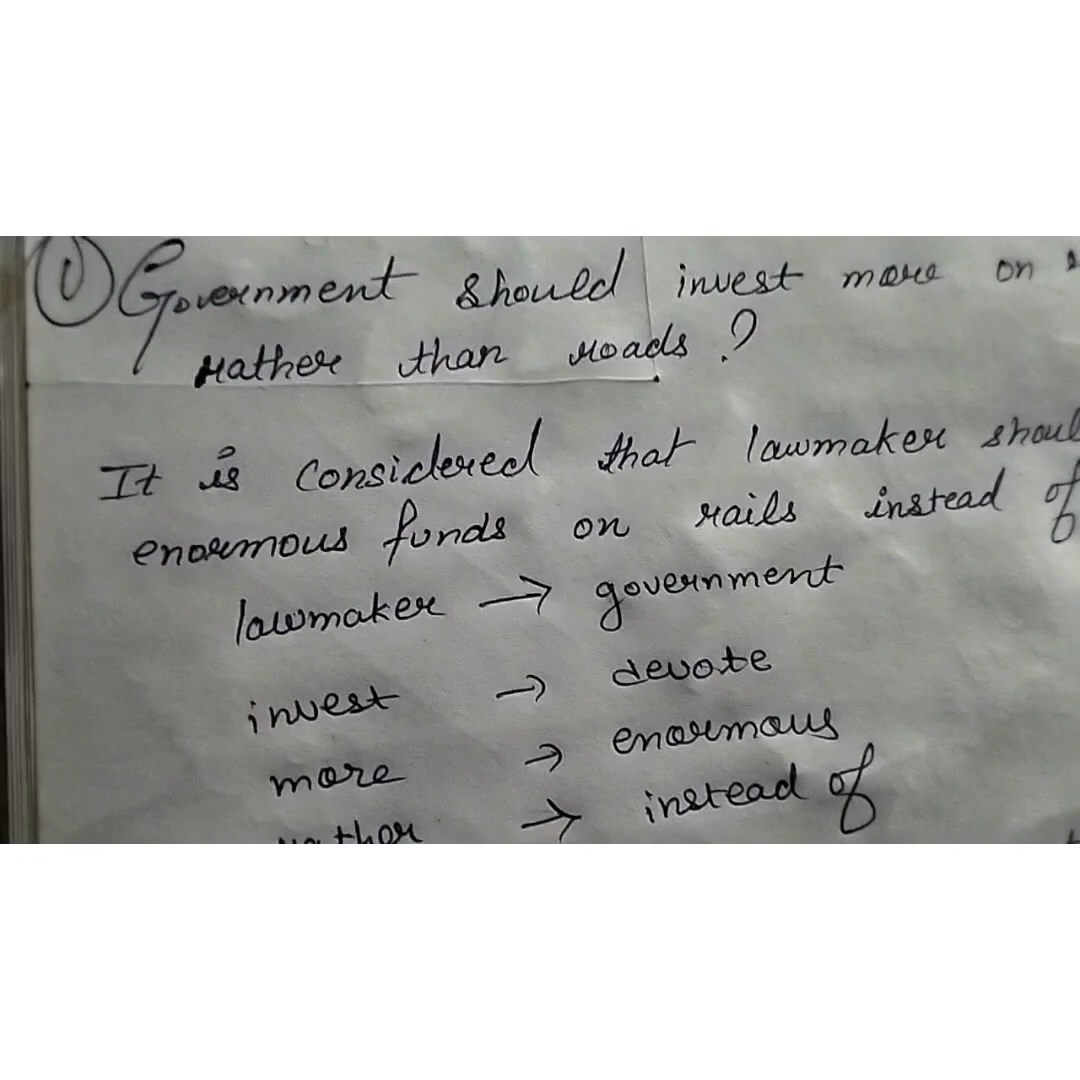 ① Government should invest more on
rather than roads ?
It is considered that lawmaker shoul
enormous funds on rails instead of
lawmaker → government
invest → devote
more → enormous
rather → instead of